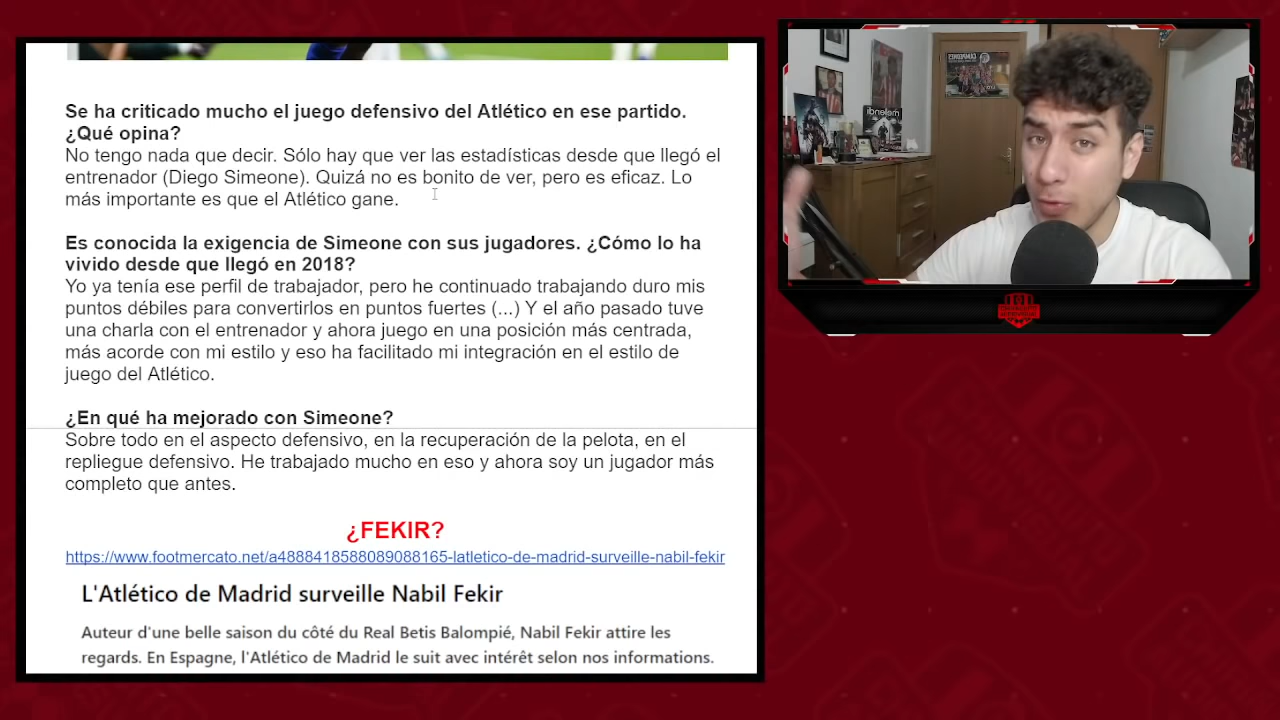 Se ha criticado mucho el juego defensivo del Atlético en ese partido.
¿Qué opina?
No tengo nada que decir. Sólo hay que ver las estadísticas desde que llegó el
entrenador (Diego Simeone). Quizá no es bonito de ver, pero es eficaz. Lo
más importante es que el Atlético gane.
Es conocida la exigencia de Simeone con sus jugadores. ¿Cómo lo ha
vivido desde que llegó en 2018?
Yo ya tenía ese perfil de trabajador, pero he continuado trabajando duro mis
puntos débiles para convertirlos en puntos fuertes (...) Y el año pasado tuve
una charla con el entrenador y ahora juego en una posición más centrada,
más acorde con mi estilo y eso ha facilitado mi integración en el estilo de
juego del Atlético.
¿En qué ha mejorado con Simeone?
Sobre todo en el aspecto defensivo, en la recuperación de la pelota, en el
repliegue defensivo. He trabajado mucho en eso y ahora soy un jugador más
completo que antes.
¿FEKIR?
https://www.footmercato.net/a4888418588089088165-latletico-de-madrid-surveille-nabil-fekir
L'Atlético de Madrid surveille Nabil Fekir
Auteur d'une belle saison du côté du Real Betis Balompié, Nabil Fekir attire les
regards. En Espagne, l'Atlético de Madrid le suit avec intérêt selon nos informations.
melendi